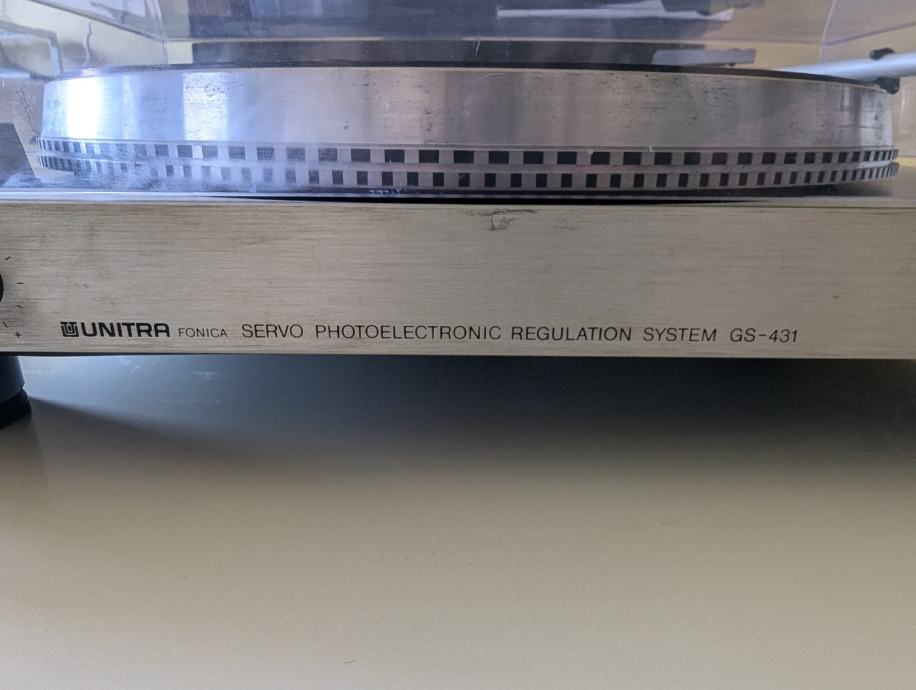 UNITRA FONICA SERVO PHOTOELECTRONIC REGULATION SYSTEM GS-431